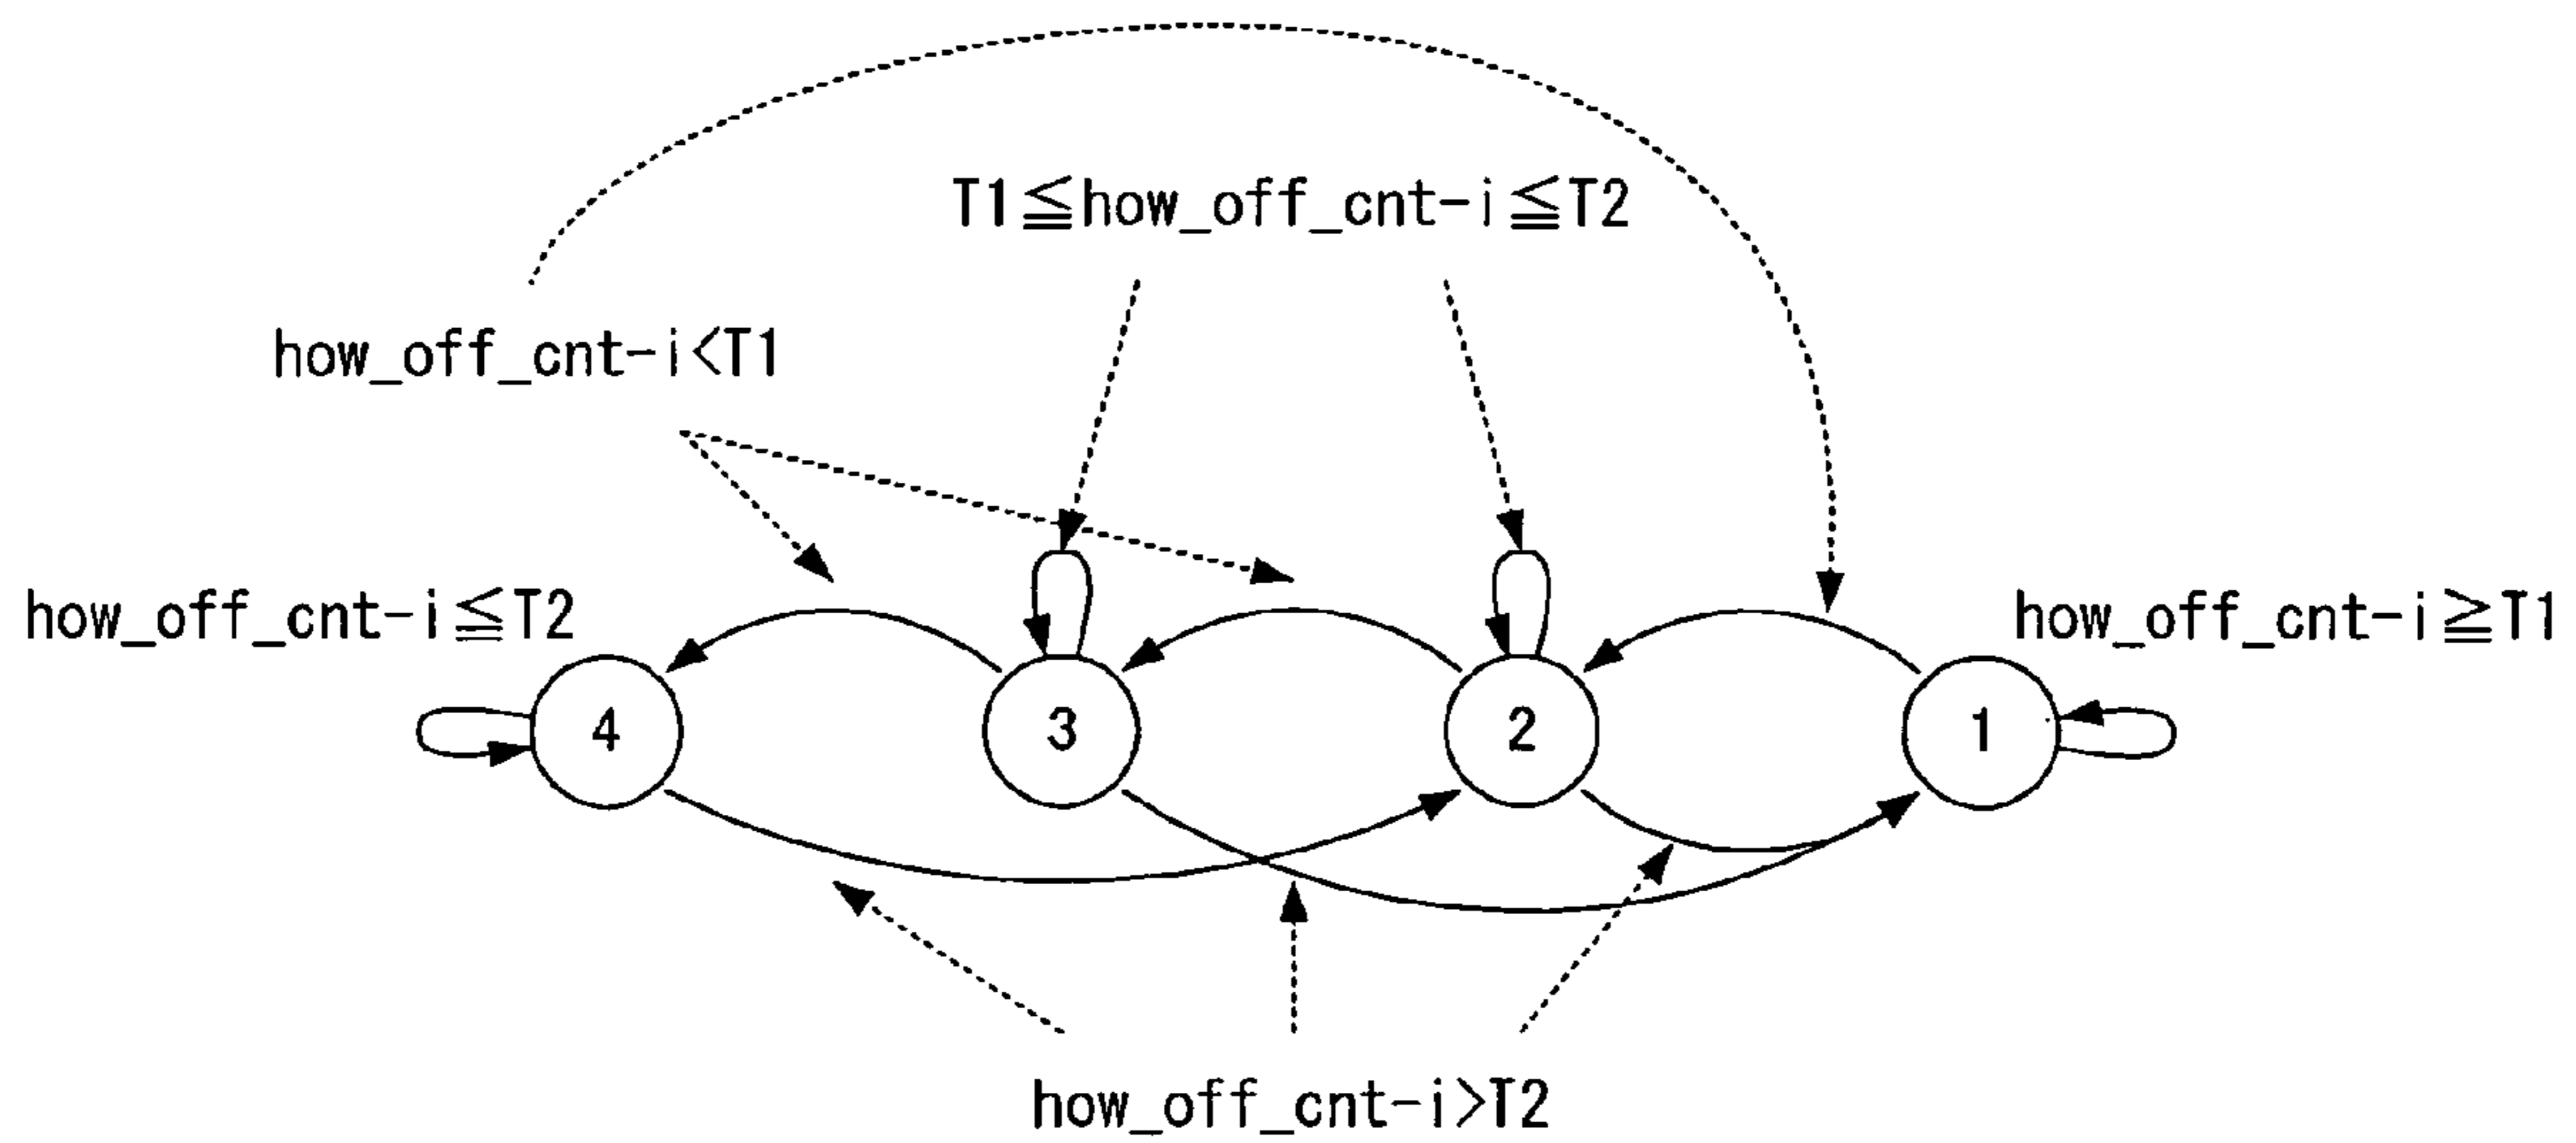 T1≦how_off_cnt-i≦T2
how_off_cnt-i<T1
how_off_cnt-i≦T2
how_off_cnt-i≧T1
4
3
2
1
how_off_cnt-i>T2